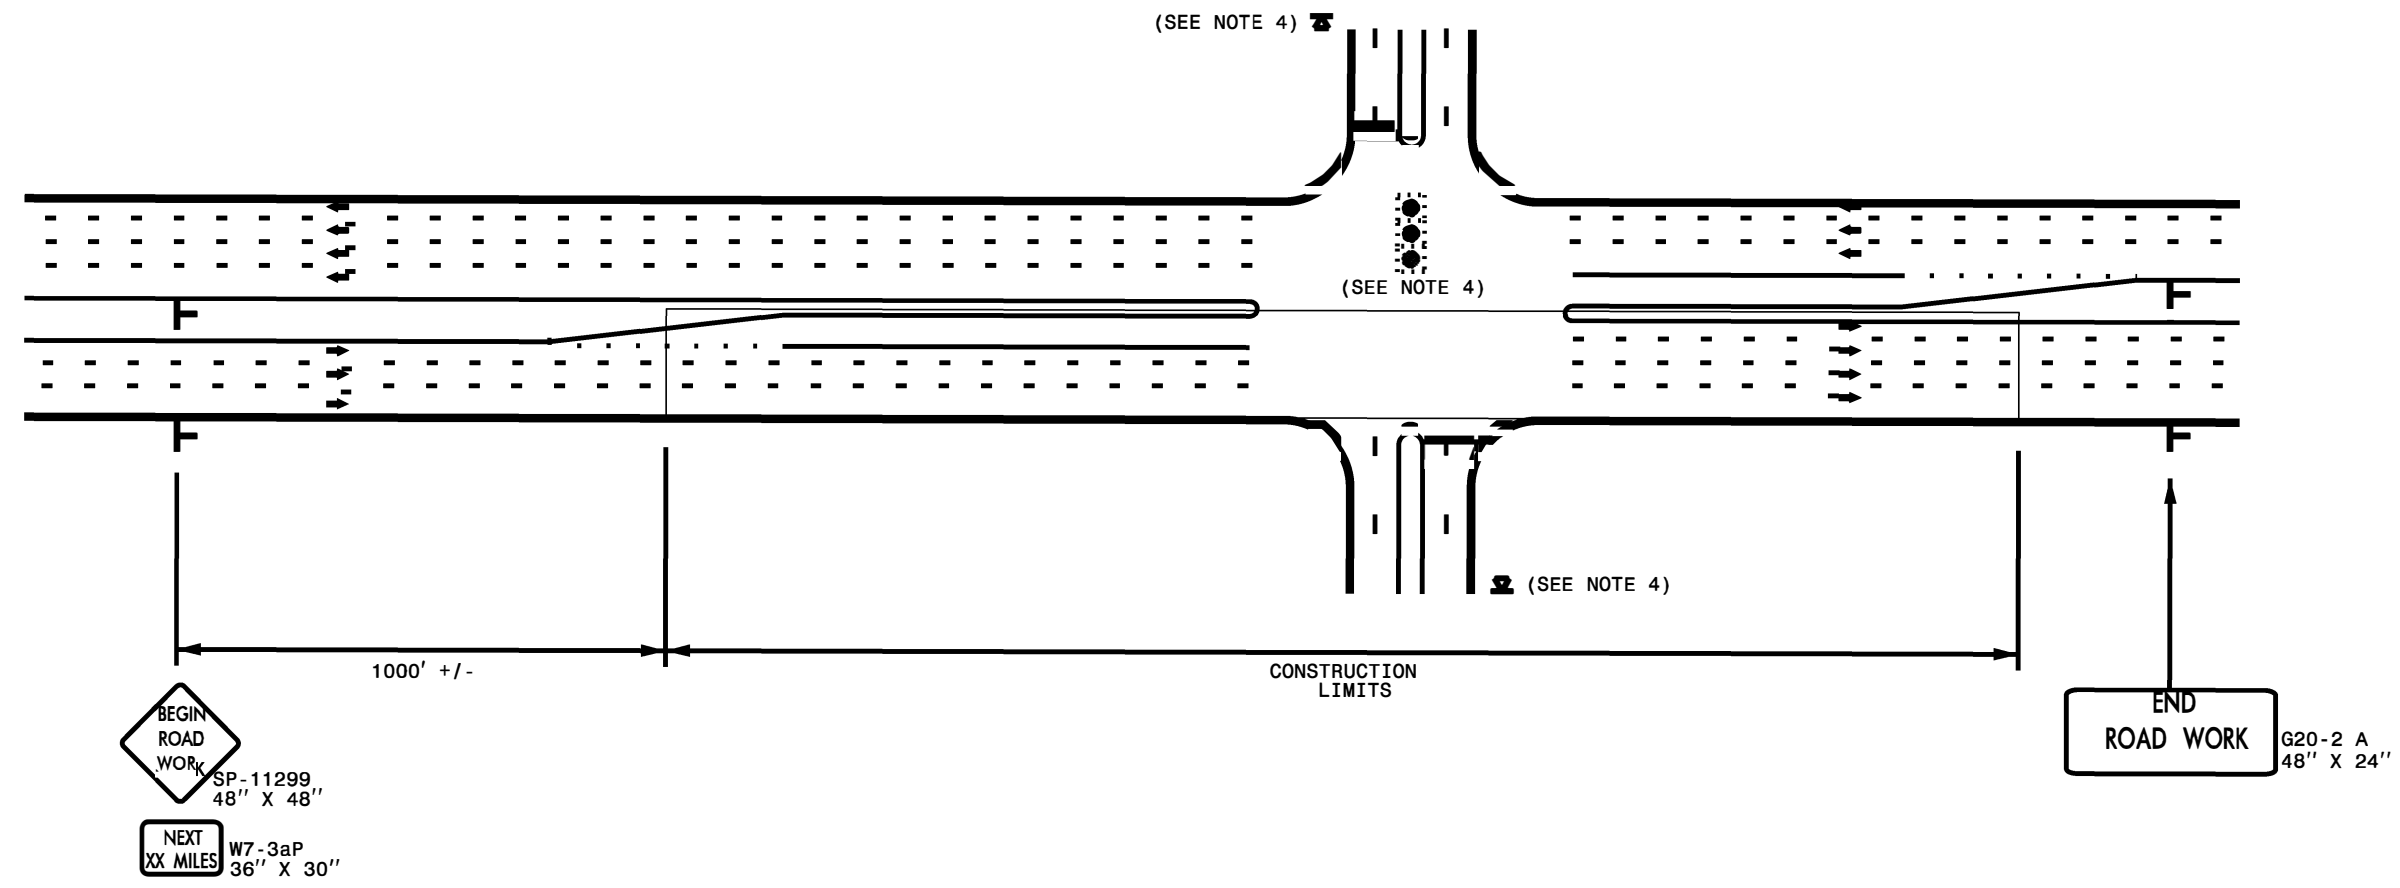 (SEE NOTE 4)
(SEE NOTE 4)
(SEE NOTE 4)
1000' +/-
CONSTRUCTION
LIMITS
BEGIN
ROAD
WORK
SP-11299
48'' X 48''
NEXT
XX MILES
W7-3aP
36'' X 30''
END
ROAD WORK
G20-2 A
48'' X 24''